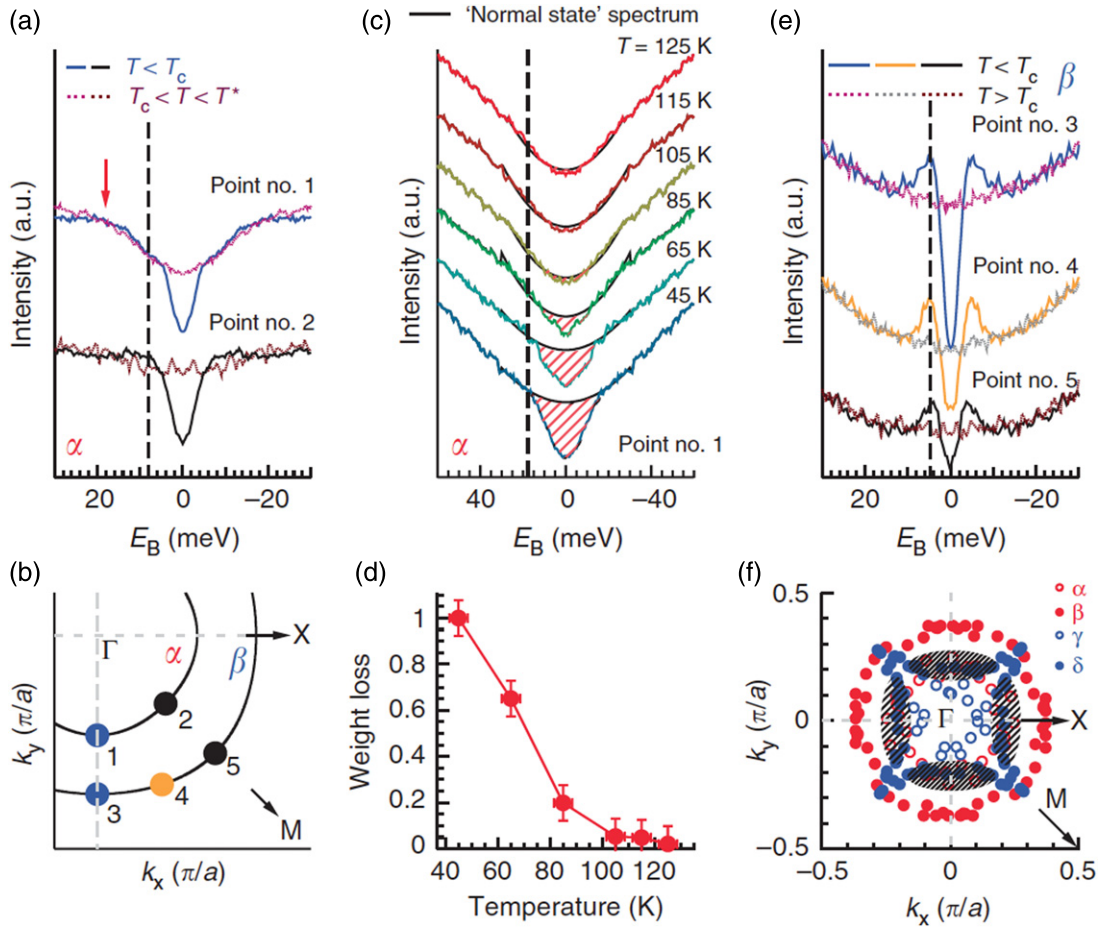 (a)
T < Tc
Tc < T < T*
Point no. 1
Point no. 2
α
Intensity (a.u.)
20 0 −20
EB (meV)
(c)
'Normal state' spectrum
T = 125 K
115 K
105 K
85 K
65 K
45 K
α
Point no. 1
Intensity (a.u.)
40 0 −40
EB (meV)
(e)
T < Tc
T > Tc
β
Point no. 3
Point no. 4
Point no. 5
Intensity (a.u.)
20 0 −20
EB (meV)
(b)
Γ
X
α
β
1
2
3
4
5
M
ky (π/a)
kx (π/a)
(d)
Weight loss
1
0.8
0.6
0.4
0.2
0
40 60 80 100 120
Temperature (K)
(f)
0.5
0
−0.5
α
β
γ
δ
Γ
X
M
ky (π/a)
−0.5 0 0.5
kx (π/a)